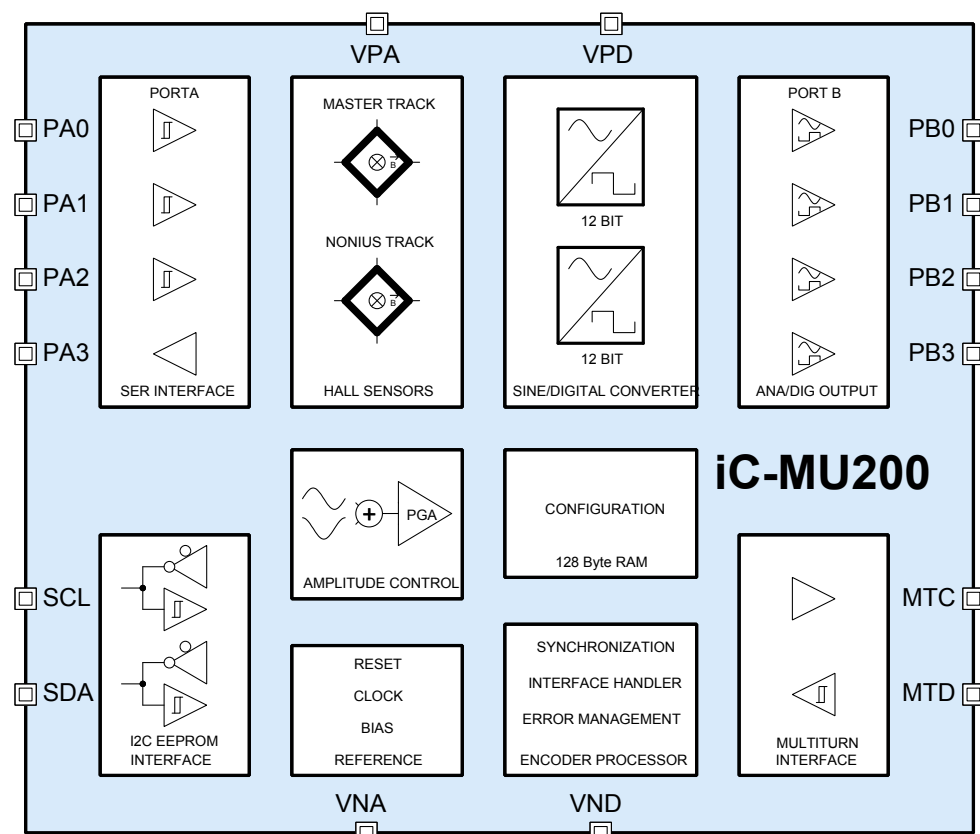 VPA
VPD
PORTA
PA0
PA1
PA2
PA3
SER INTERFACE
MASTER TRACK
B
NONIUS TRACK
B
HALL SENSORS
12 BIT
12 BIT
SINE/DIGITAL CONVERTER
PORT B
PB0
PB1
PB2
PB3
ANA/DIG OUTPUT
iC-MU200
PGA
AMPLITUDE CONTROL
CONFIGURATION
128 Byte RAM
SCL
SDA
I2C EEPROM
INTERFACE
RESET
CLOCK
BIAS
REFERENCE
SYNCHRONIZATION
INTERFACE HANDLER
ERROR MANAGEMENT
ENCODER PROCESSOR
MTC
MTD
MULTITURN
INTERFACE
VNA
VND